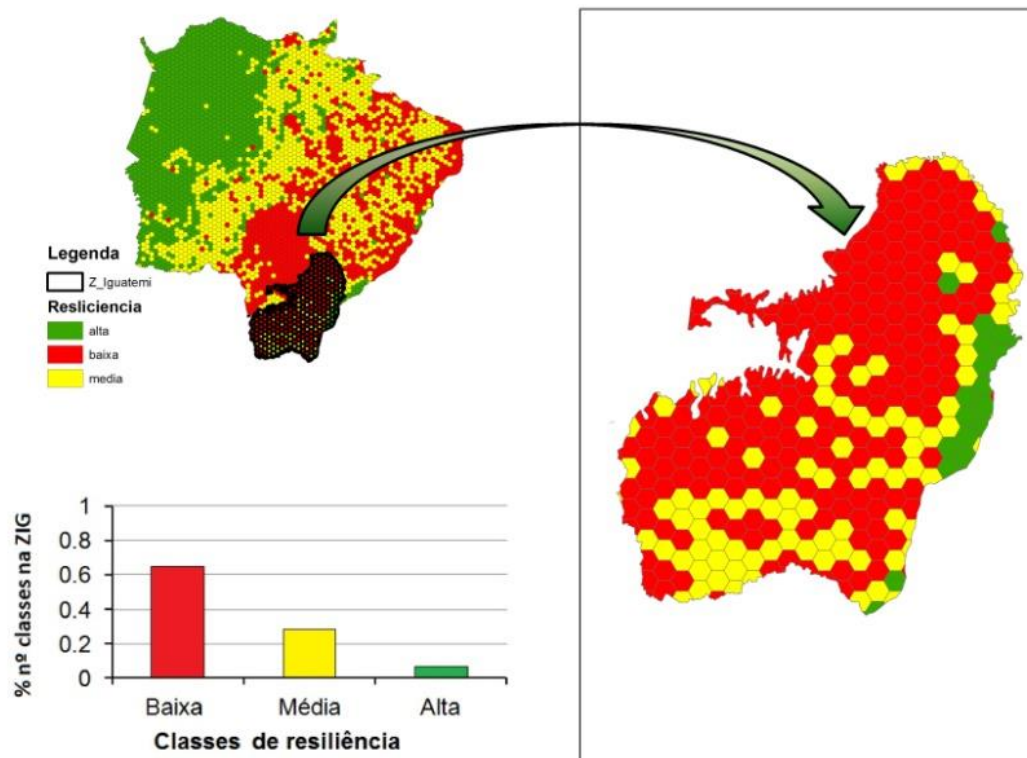 Legenda
Z_Iguatemi
Resliciencia
alta
baixa
media
% nº classes na ZIG
1
0.8
0.6
0.4
0.2
0
Baixa Média Alta
Classes de resiliência